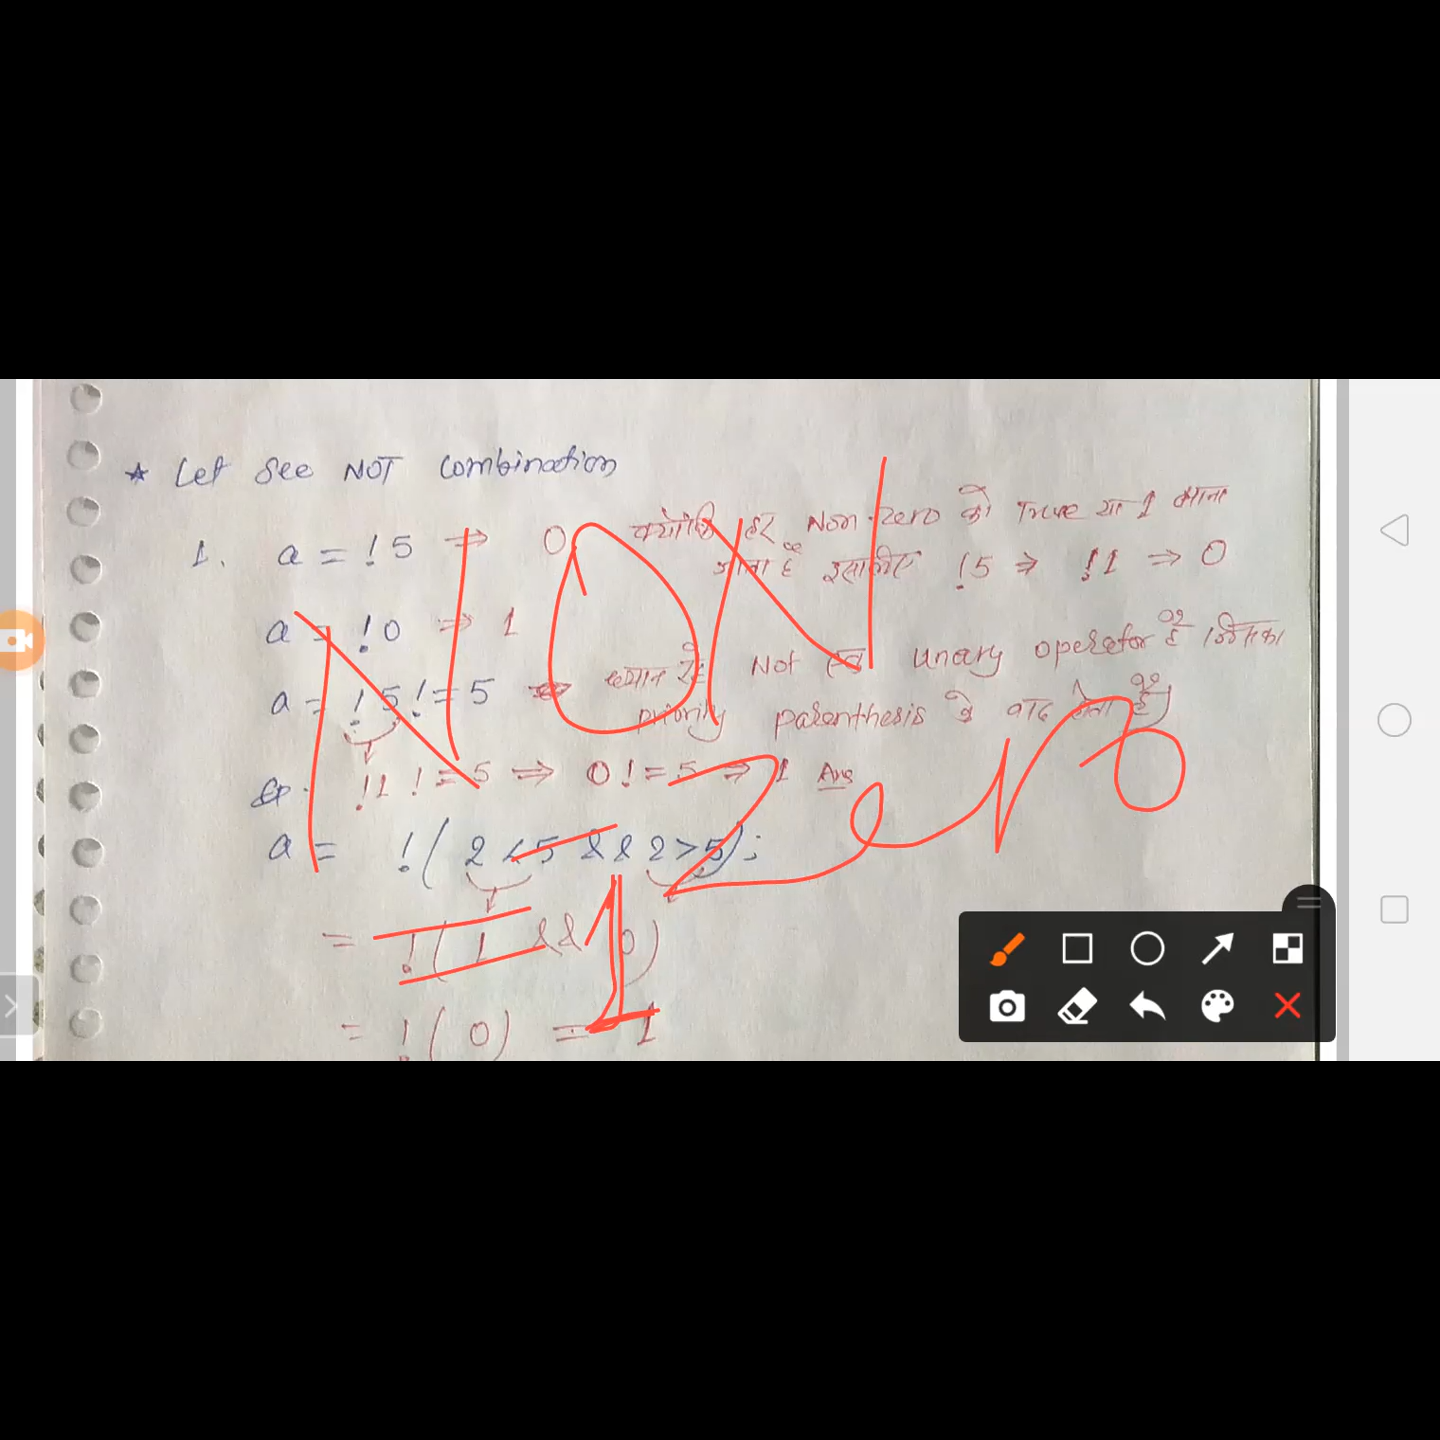 * Let see NOT Combination
1. a = !5 ⇒ 0 क्योंकि हर Non-zero को True या 1 माना
जाता है इसलिए !5 ⇒ !1 ⇒ 0
a = !0 ⇒ 1
ध्यान रहे Not एक unary operator है जिसका
a = !5 != 5 ⇒ priority parenthesis के बाद होता है)
!1 != 5 ⇒ 0 != 5 ⇒ 1 Ans
a = !(2 < 5 && 2 > 5);
= !(1 && 0)
= !(0) = 1
NON
Zero
1